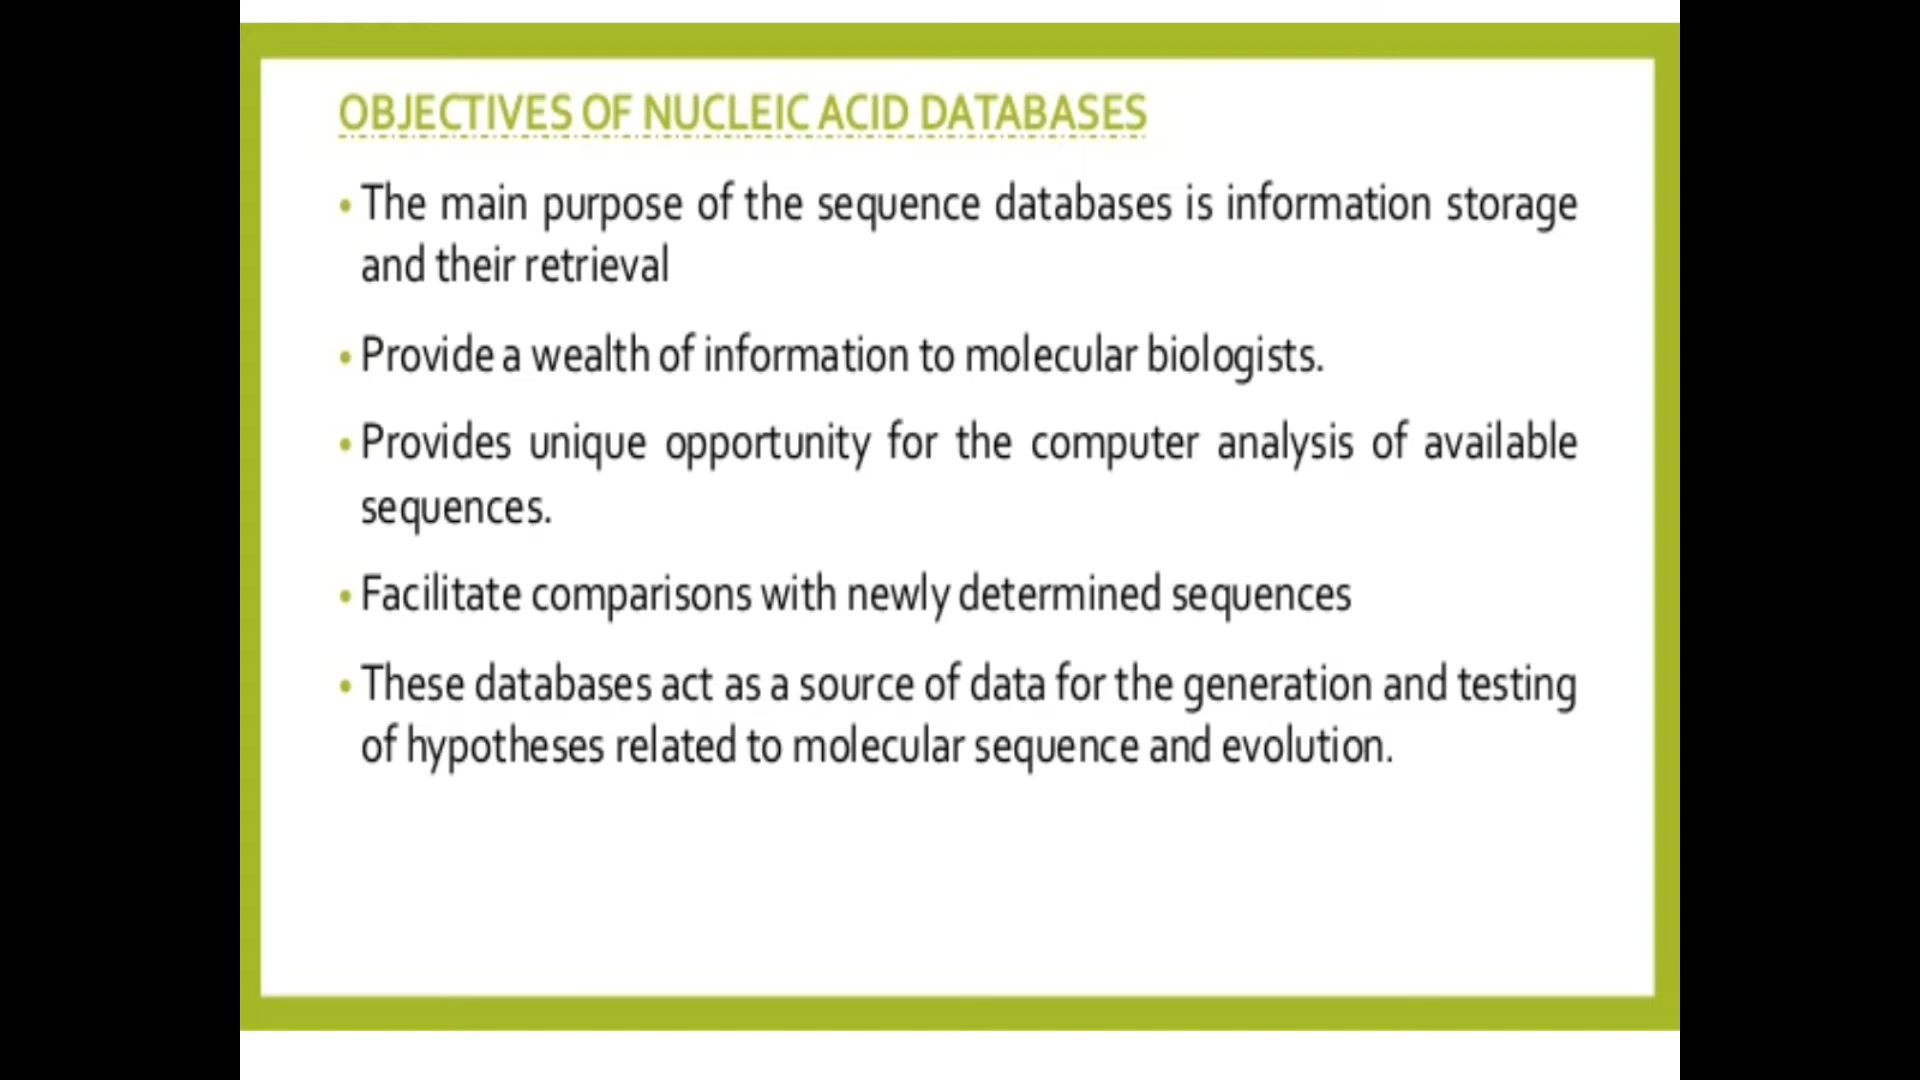 OBJECTIVES OF NUCLEIC ACID DATABASES
• The main purpose of the sequence databases is information storage
and their retrieval
• Provide a wealth of information to molecular biologists.
• Provides unique opportunity for the computer analysis of available
sequences.
• Facilitate comparisons with newly determined sequences
• These databases act as a source of data for the generation and testing
of hypotheses related to molecular sequence and evolution.